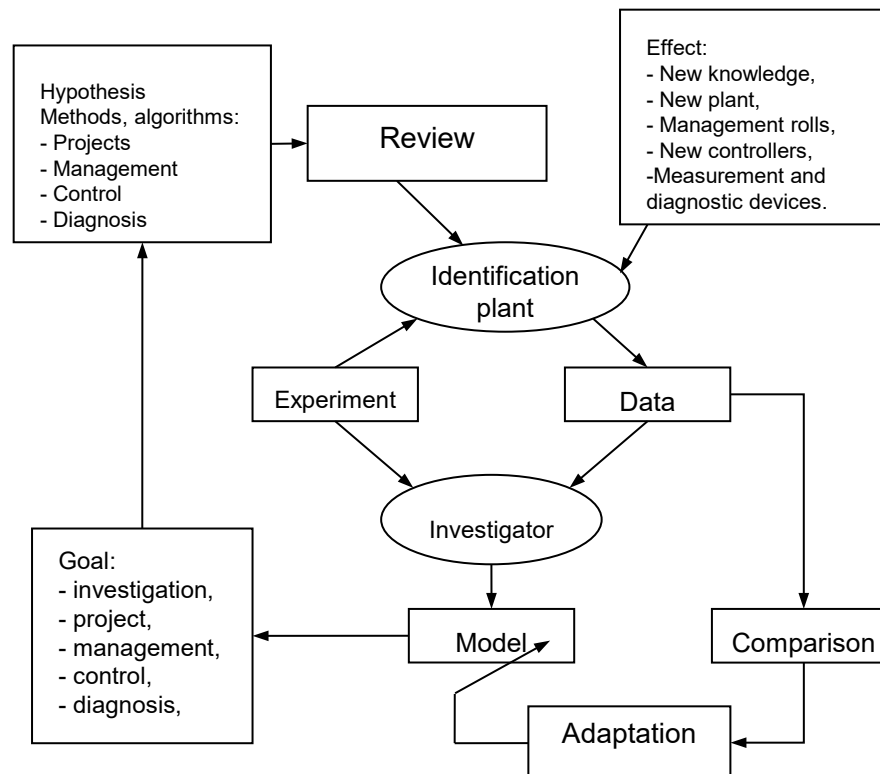 Hypothesis
Methods, algorithms:
- Projects
- Management
- Control
- Diagnosis
Review
Effect:
- New knowledge,
- New plant,
- Management rolls,
- New controllers,
-Measurement and
diagnostic devices.
Identification
plant
Experiment
Data
Investigator
Goal:
- investigation,
- project,
- management,
- control,
- diagnosis,
Model
Comparison
Adaptation